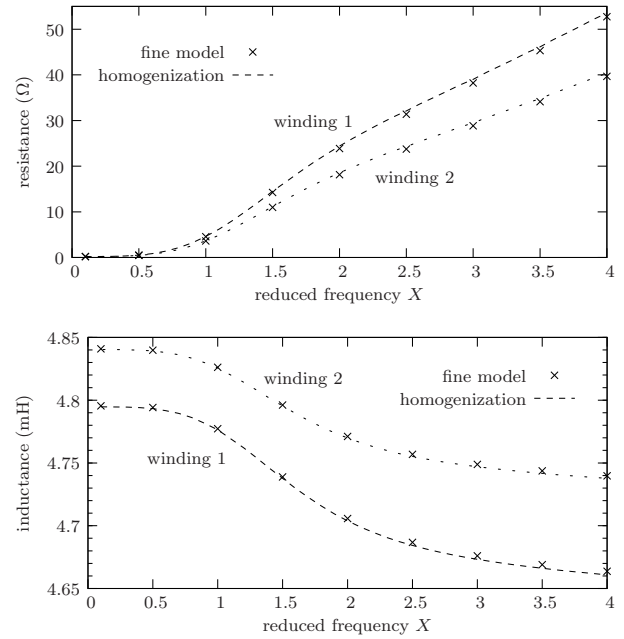 55
50
fine model
40
homogenization
30
winding 1
20
winding 2
10
0
resistance (Ω)
0 0.5 1 1.5 2 2.5 3 3.5 4
reduced frequency X
4.85
winding 2
fine model
4.8
homogenization
4.75
winding 1
4.7
4.65
inductance (mH)
0 0.5 1 1.5 2 2.5 3 3.5 4
reduced frequency X